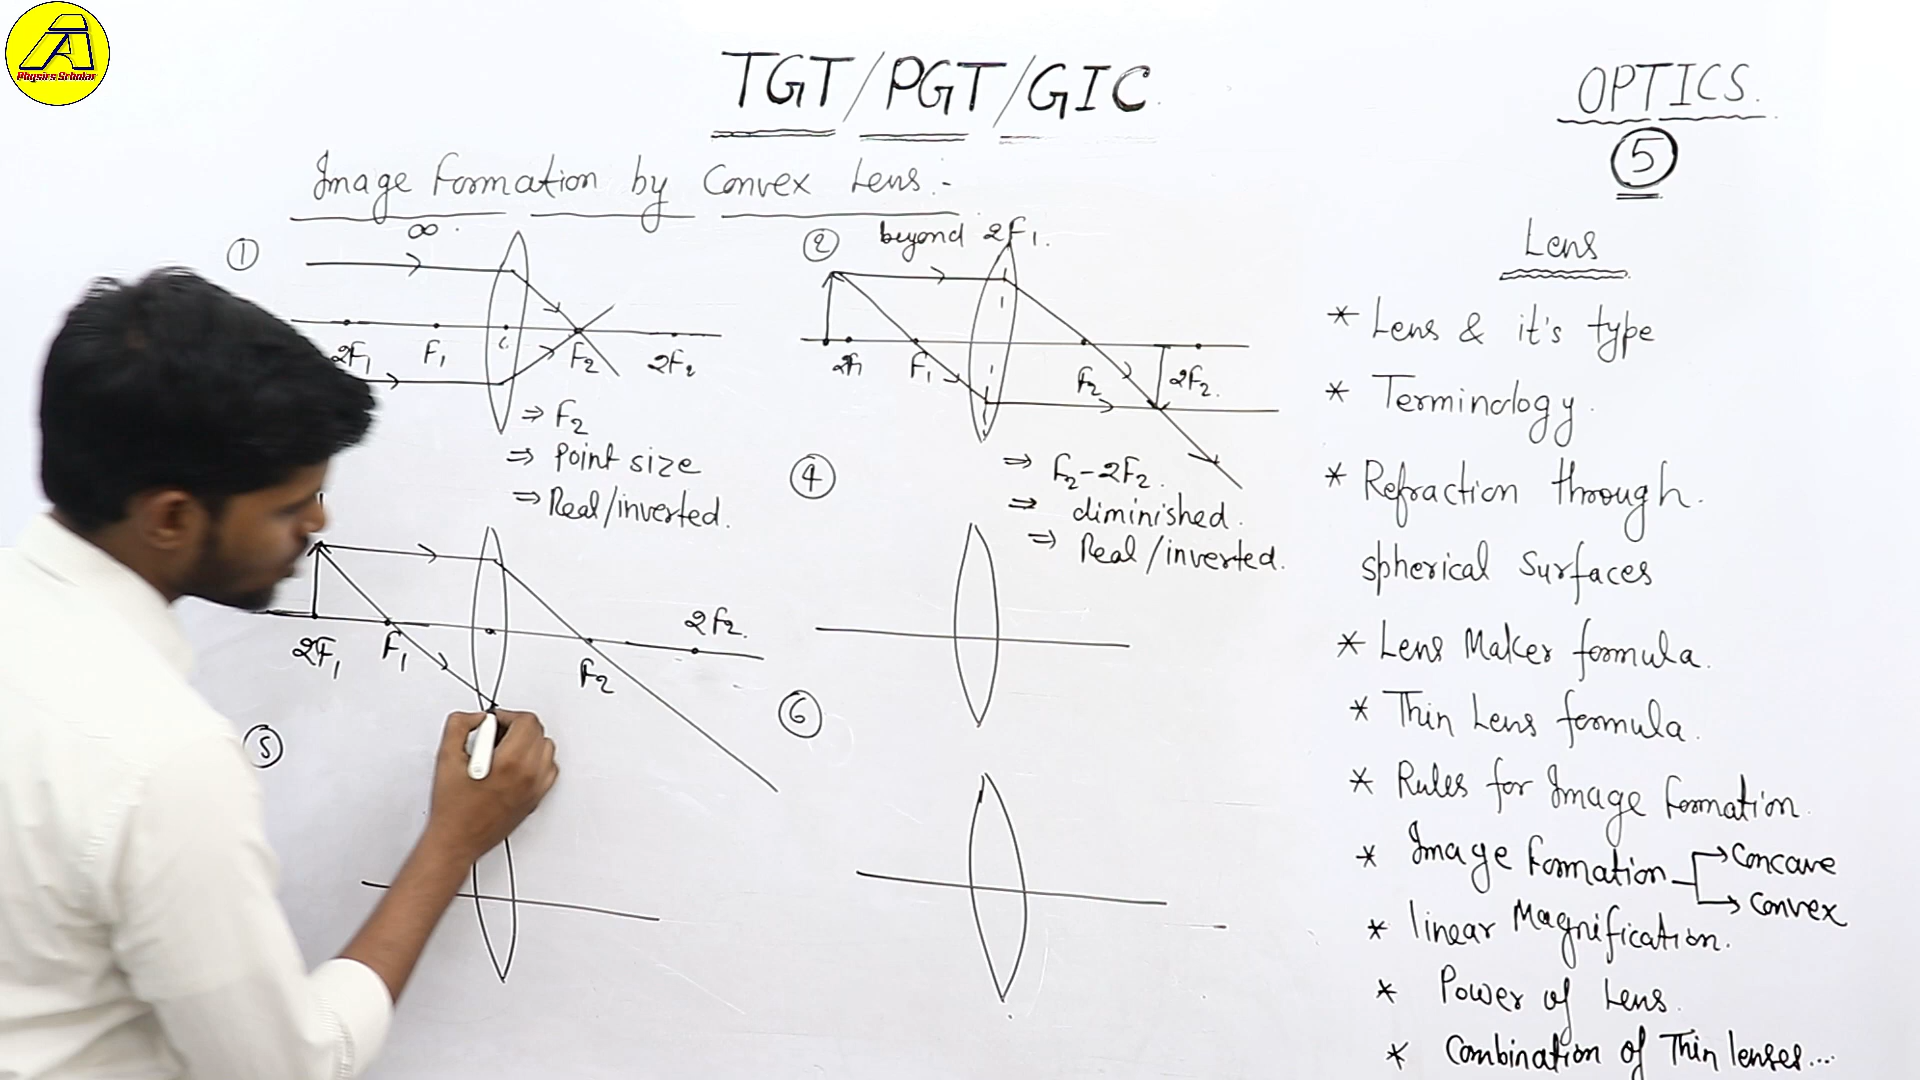 Physics Scholar
TGT/PGT/GIC
OPTICS
5
Image Formation by Convex Lens:-
① ∞
2F₁ F₁ F₂ 2F₂
⇒ F₂
⇒ Point size
⇒ Real/inverted.
② beyond 2F₁.
2F₁ F₁ F₂ 2F₂.
⇒ F₂-2F₂.
⇒ diminished.
⇒ Real/inverted.
2F₁ F₁ F₂ 2F₂.
④
⑤
⑥
Lens
* Lens & it's type
* Terminology.
* Refraction through.
spherical surfaces
* Lens Maker formula.
* Thin Lens formula.
* Rules for Image Formation.
* Image Formation → Concave
→ Convex
* linear Magnification.
* Power of Lens.
* Combination of Thin lenses...